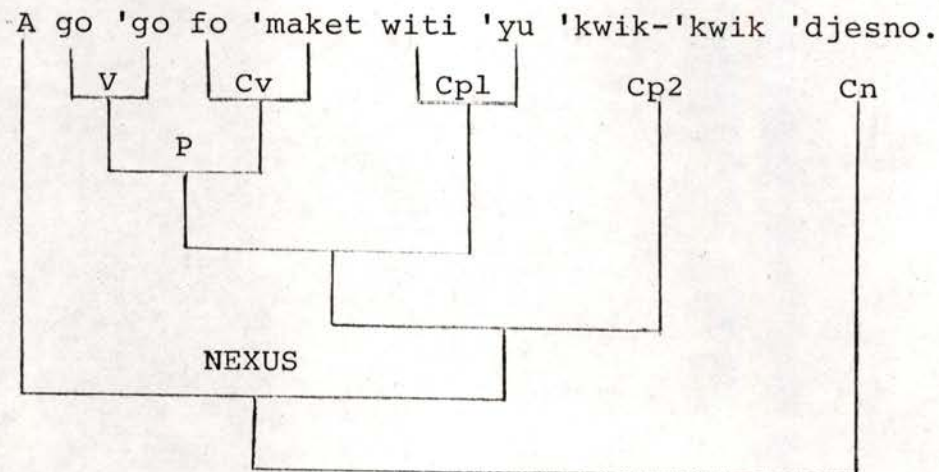 A go 'go fo 'maket witi 'yu 'kwik-'kwik 'djesno.
V Cv Cp1 Cp2 Cn
P
NEXUS